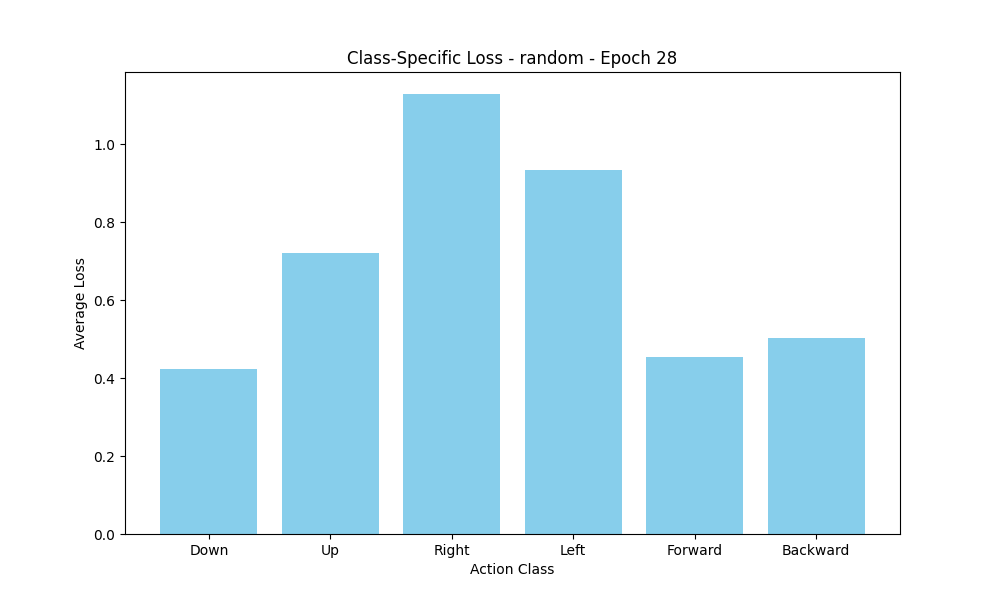 Class-Specific Loss - random - Epoch 28
Average Loss
1.0
0.8
0.6
0.4
0.2
0.0
Down Up Right Left Forward Backward
Action Class